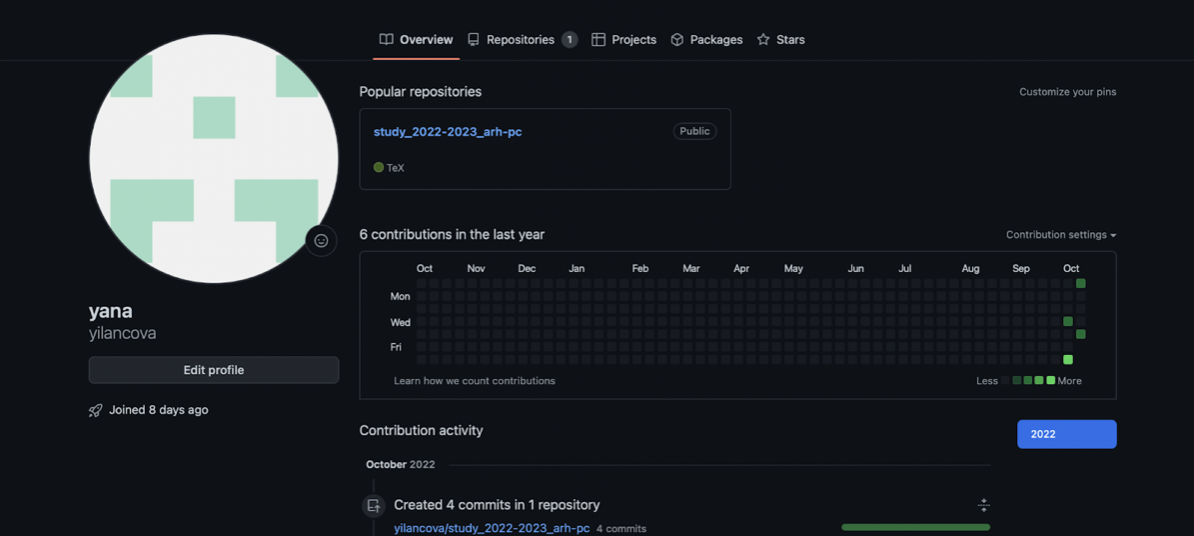 Overview Repositories 1 Projects Packages Stars
Popular repositories
Customize your pins
study_2022-2023_arh-pc
Public
TeX
6 contributions in the last year
Contribution settings
Oct Nov Dec Jan Feb Mar Apr May Jun Jul Aug Sep Oct
Mon
Wed
Fri
Learn how we count contributions
Less More
yana
yilancova
Edit profile
Joined 8 days ago
Contribution activity
2022
October 2022
Created 4 commits in 1 repository
yilancova/study_2022-2023_arh-pc 4 commits